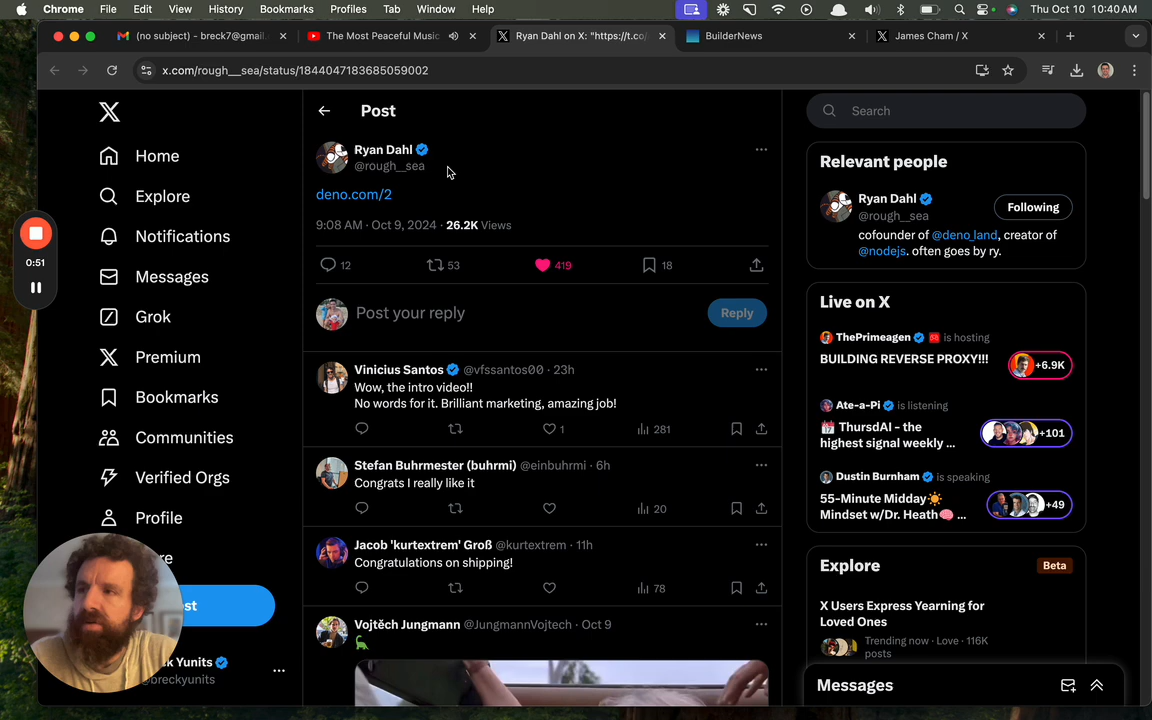 Chrome File Edit View History Bookmarks Profiles Tab Window Help Thu Oct 10 10:40 AM
(no subject) - breck7@gmail. The Most Peaceful Music Ryan Dahl on X: "https://t.co/ BuilderNews James Cham / X
x.com/rough__sea/status/1844047183685059002
Home
Explore
Notifications
Messages
Grok
Premium
Bookmarks
Communities
Verified Orgs
Profile
0:51
Post
Ryan Dahl
@rough__sea
deno.com/2
9:08 AM · Oct 9, 2024 · 26.2K Views
12 53 419 18
Post your reply Reply
Vinicius Santos @vfssantos00 · 23h
Wow, the intro video!!
No words for it. Brilliant marketing, amazing job!
1 281
Stefan Buhrmester (buhrmi) @einbuhrmi · 6h
Congrats I really like it
20
Jacob 'kurtextrem' Groß @kurtextrem · 11h
Congratulations on shipping!
78
Vojtěch Jungmann @JungmannVojtech · Oct 9
Yunits
breckyunits
Search
Relevant people
Ryan Dahl
@rough__sea
Following
cofounder of @deno_land, creator of
@nodejs. often goes by ry.
Live on X
ThePrimeagen is hosting
BUILDING REVERSE PROXY!!!
+6.9K
Ate-a-Pi is listening
ThursdAI - the
highest signal weekly ...
+101
Dustin Burnham is speaking
55-Minute Midday
Mindset w/Dr. Heath ...
+49
Explore
Beta
X Users Express Yearning for
Loved Ones
Trending now · Love · 116K
posts
Messages